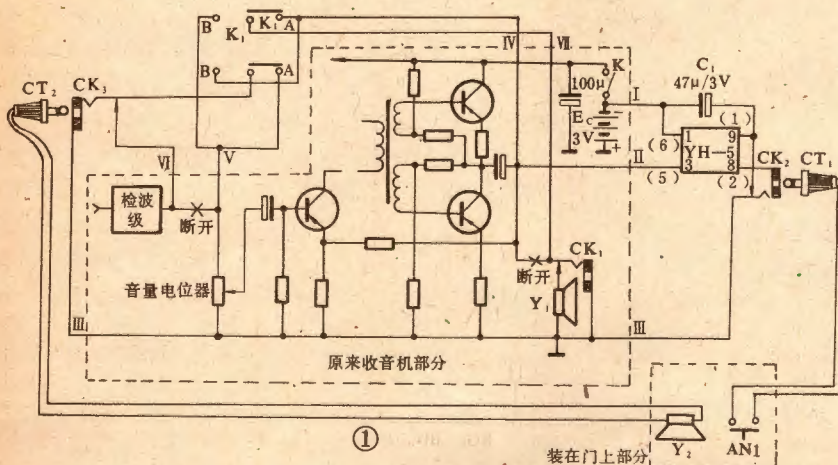 B K₁ K₁ A
B A
CT₂ CK₃
Ⅵ Ⅴ Ⅳ Ⅶ
100μ K Ⅰ C₁
47μ/3V
E_C
3V
(1)
(6) 1 9
YH—5
3 8
(5) (2)
Ⅱ
CK₂ CT₁
检波级
断开
音量电位器
断开 CK₁
Y₁
Ⅲ Ⅲ
原来收音机部分
①
装在门上部分
Y₂ AN1